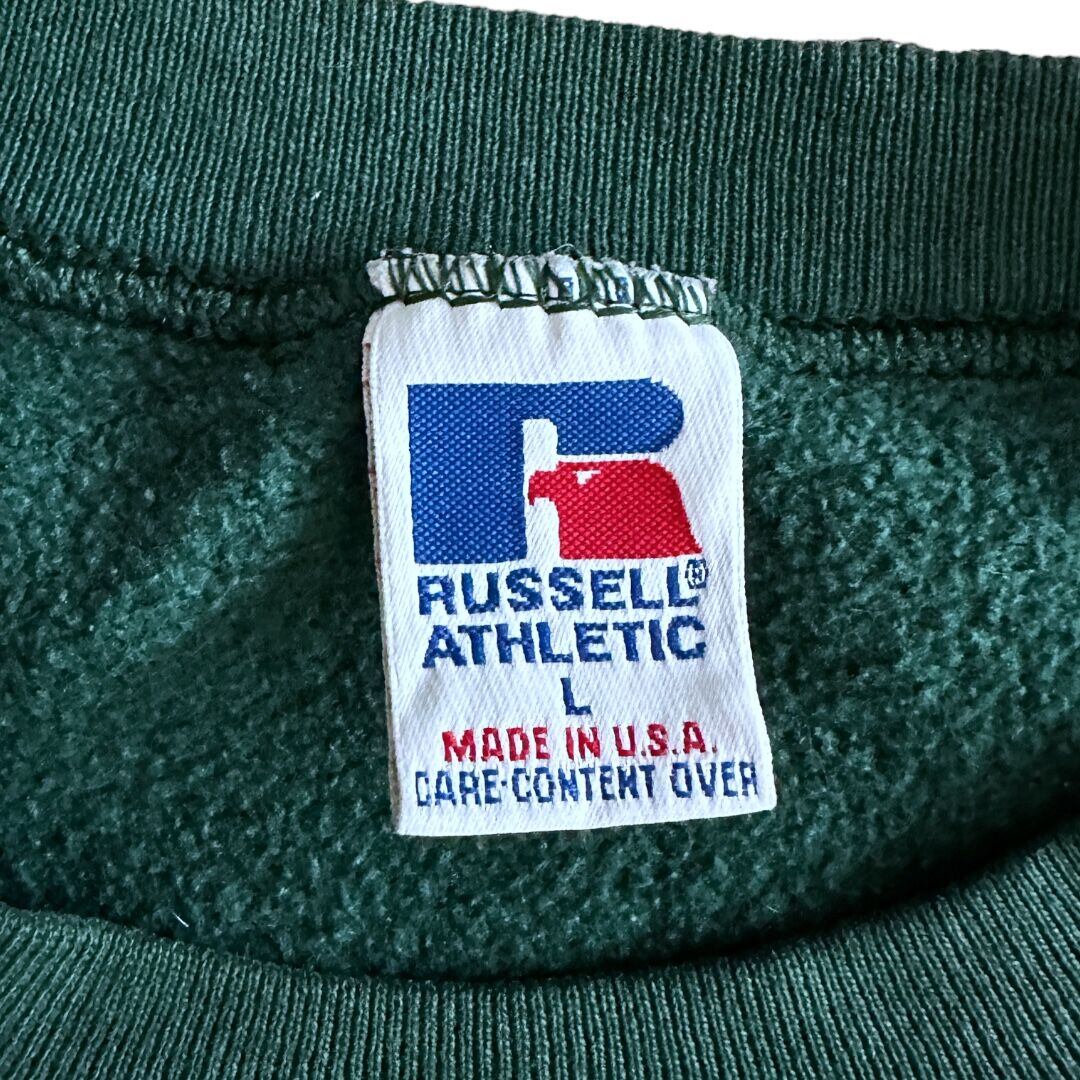 RUSSELL®
ATHLETIC
L
MADE IN U.S.A.
CARE-CONTENT OVER